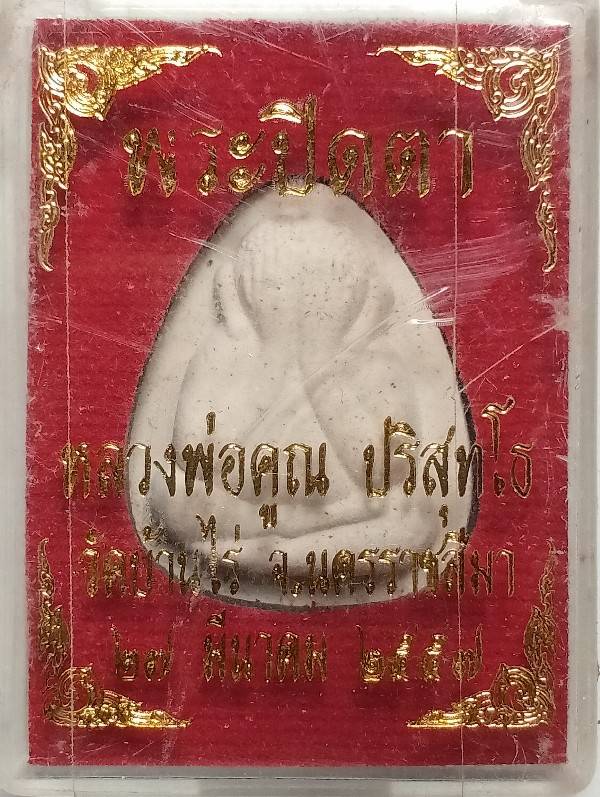 พระปิดตา
หลวงพ่อคูณ ปริสุทฺโธ
วัดบ้านไร่ จ.นครราชสีมา
๒๗ มีนาคม ๒๕๕๗